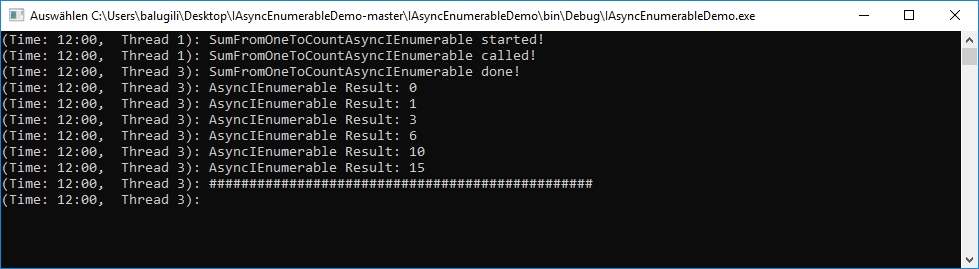 Auswählen C:\Users\balugili\Desktop\IAsyncEnumerableDemo-master\IAsyncEnumerableDemo\bin\Debug\IAsyncEnumerableDemo.exe
(Time: 12:00,  Thread 1): SumFromOneToCountAsyncIEnumerable started!
(Time: 12:00,  Thread 1): SumFromOneToCountAsyncIEnumerable called!
(Time: 12:00,  Thread 3): SumFromOneToCountAsyncIEnumerable done!
(Time: 12:00,  Thread 3): AsyncIEnumerable Result: 0
(Time: 12:00,  Thread 3): AsyncIEnumerable Result: 1
(Time: 12:00,  Thread 3): AsyncIEnumerable Result: 3
(Time: 12:00,  Thread 3): AsyncIEnumerable Result: 6
(Time: 12:00,  Thread 3): AsyncIEnumerable Result: 10
(Time: 12:00,  Thread 3): AsyncIEnumerable Result: 15
(Time: 12:00,  Thread 3): ################################################
(Time: 12:00,  Thread 3):